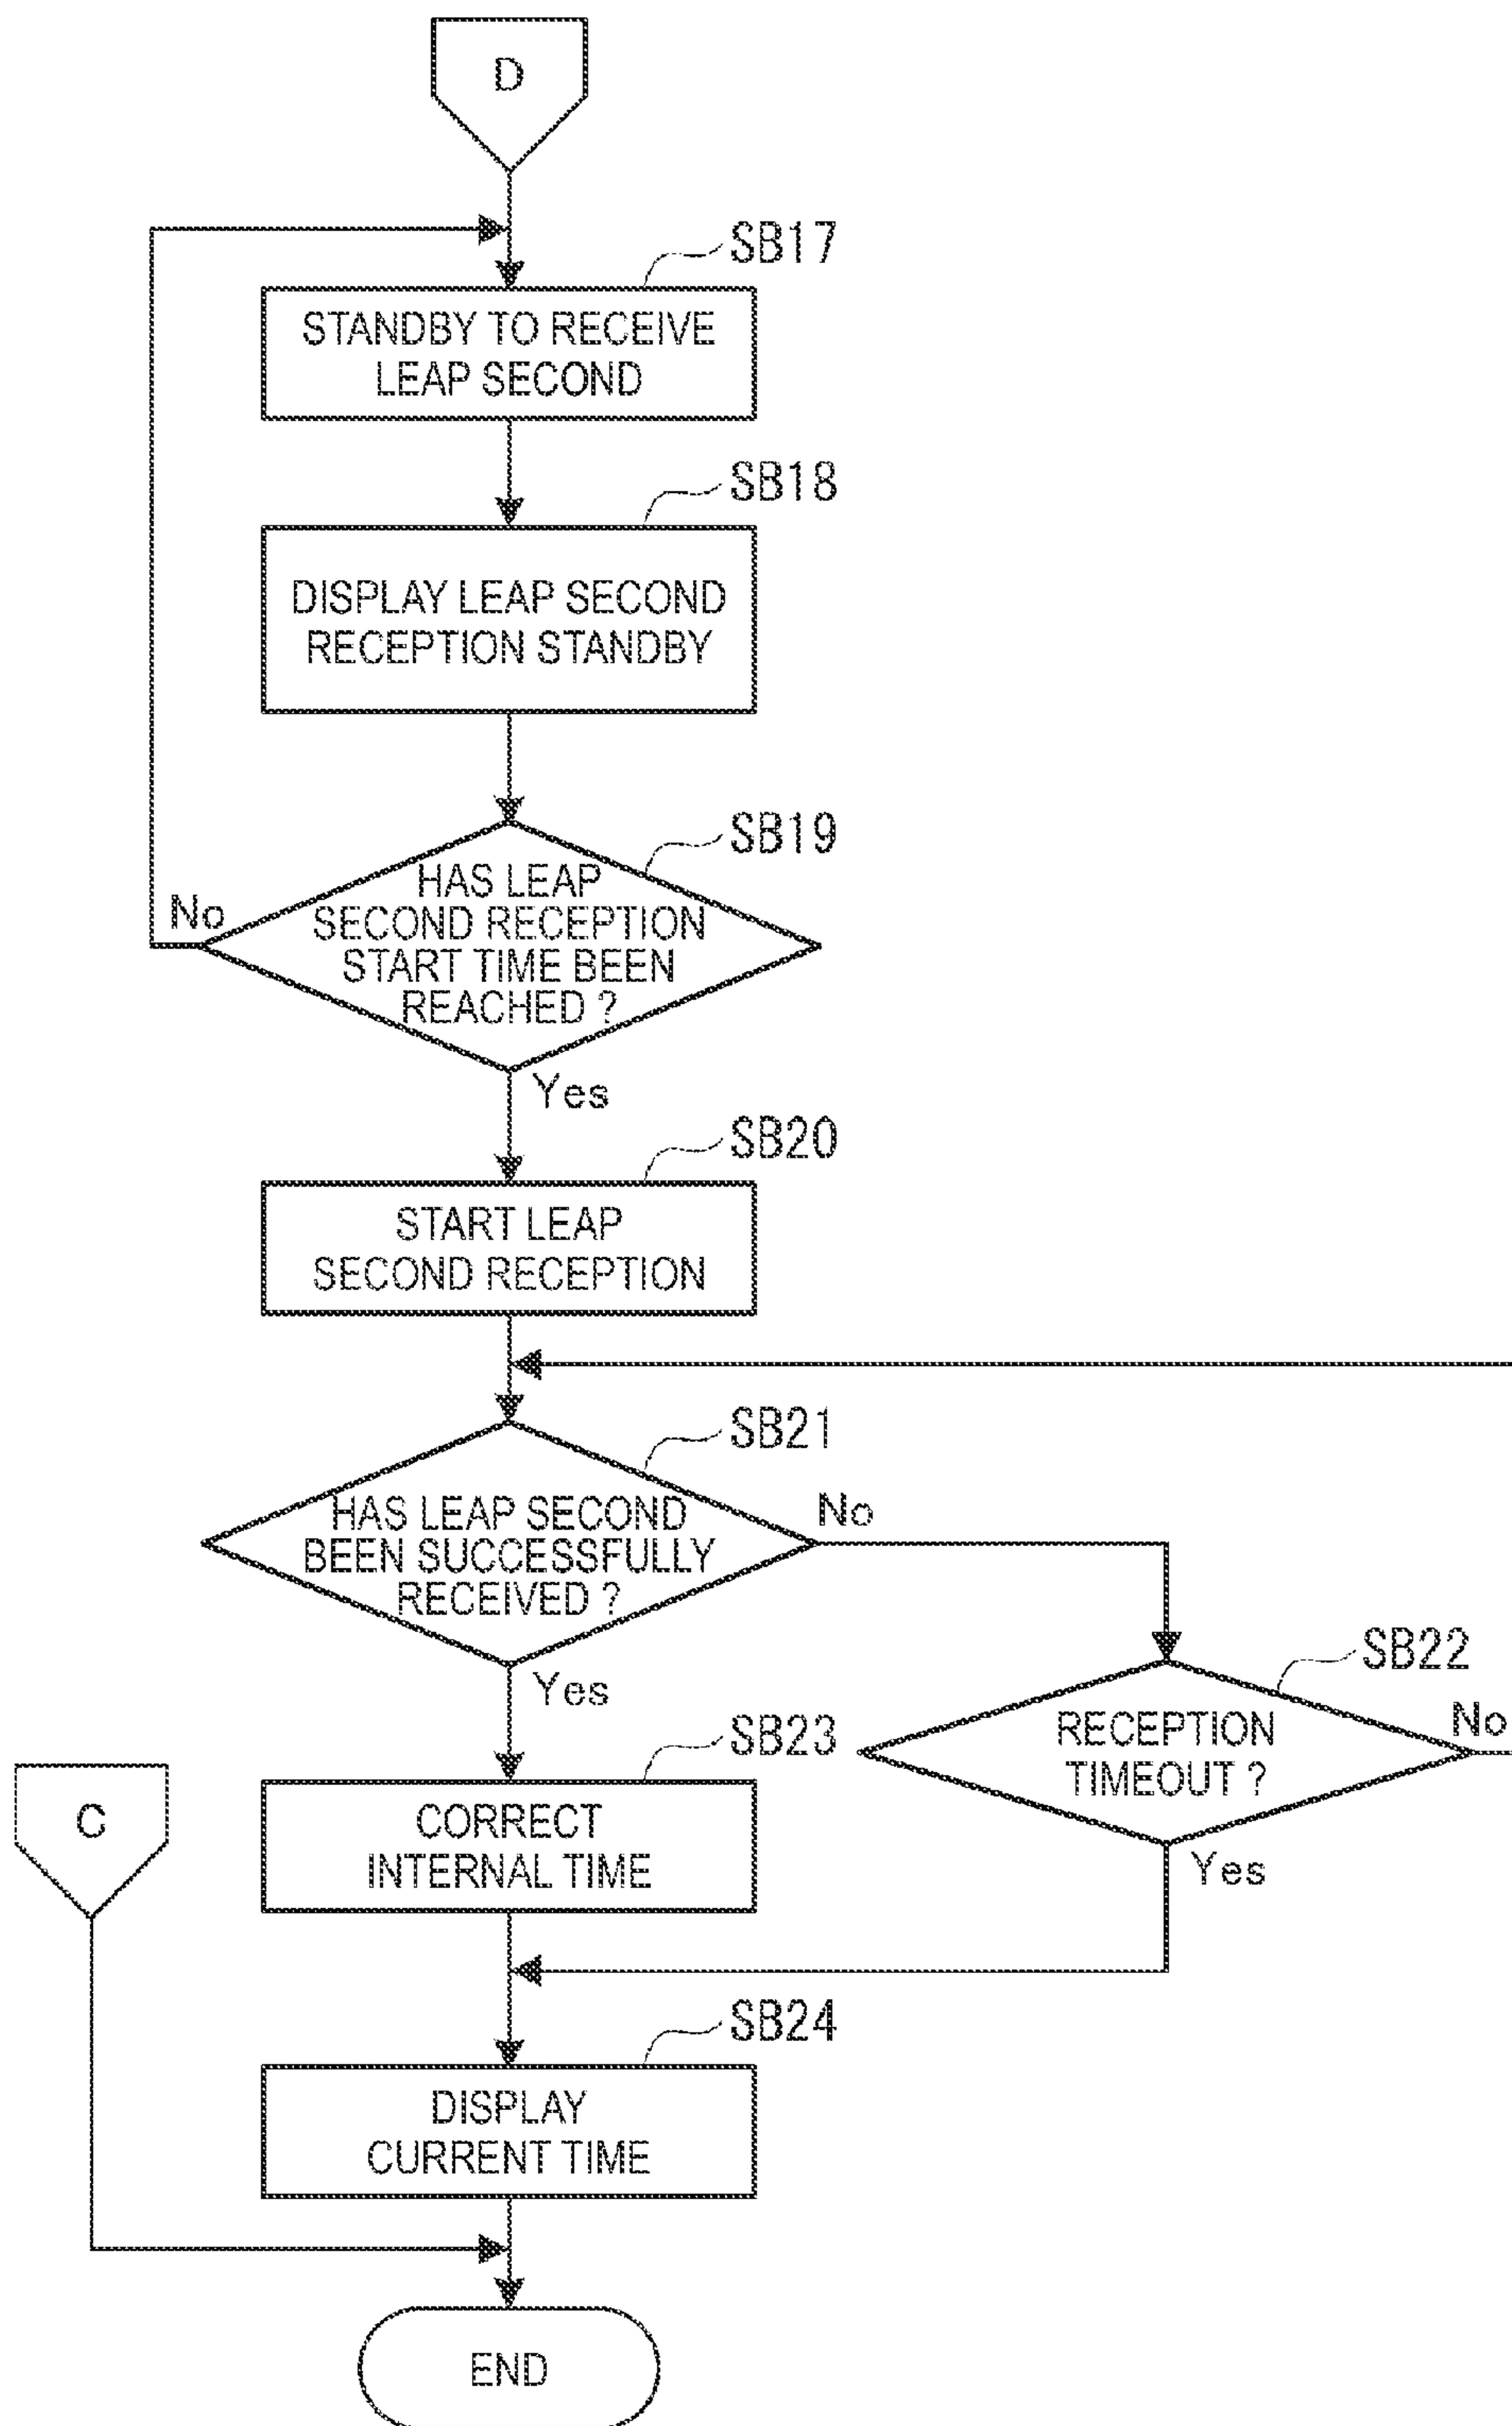 D
SB17
STANDBY TO RECEIVE
LEAP SECOND
SB18
DISPLAY LEAP SECOND
RECEPTION STANDBY
SB19
HAS LEAP
SECOND RECEPTION
START TIME BEEN
REACHED ?
No
Yes
SB20
START LEAP
SECOND RECEPTION
SB21
HAS LEAP SECOND
BEEN SUCCESSFULLY
RECEIVED ?
No
Yes
SB22
RECEPTION
TIMEOUT ?
No
Yes
SB23
CORRECT
INTERNAL TIME
C
SB24
DISPLAY
CURRENT TIME
END